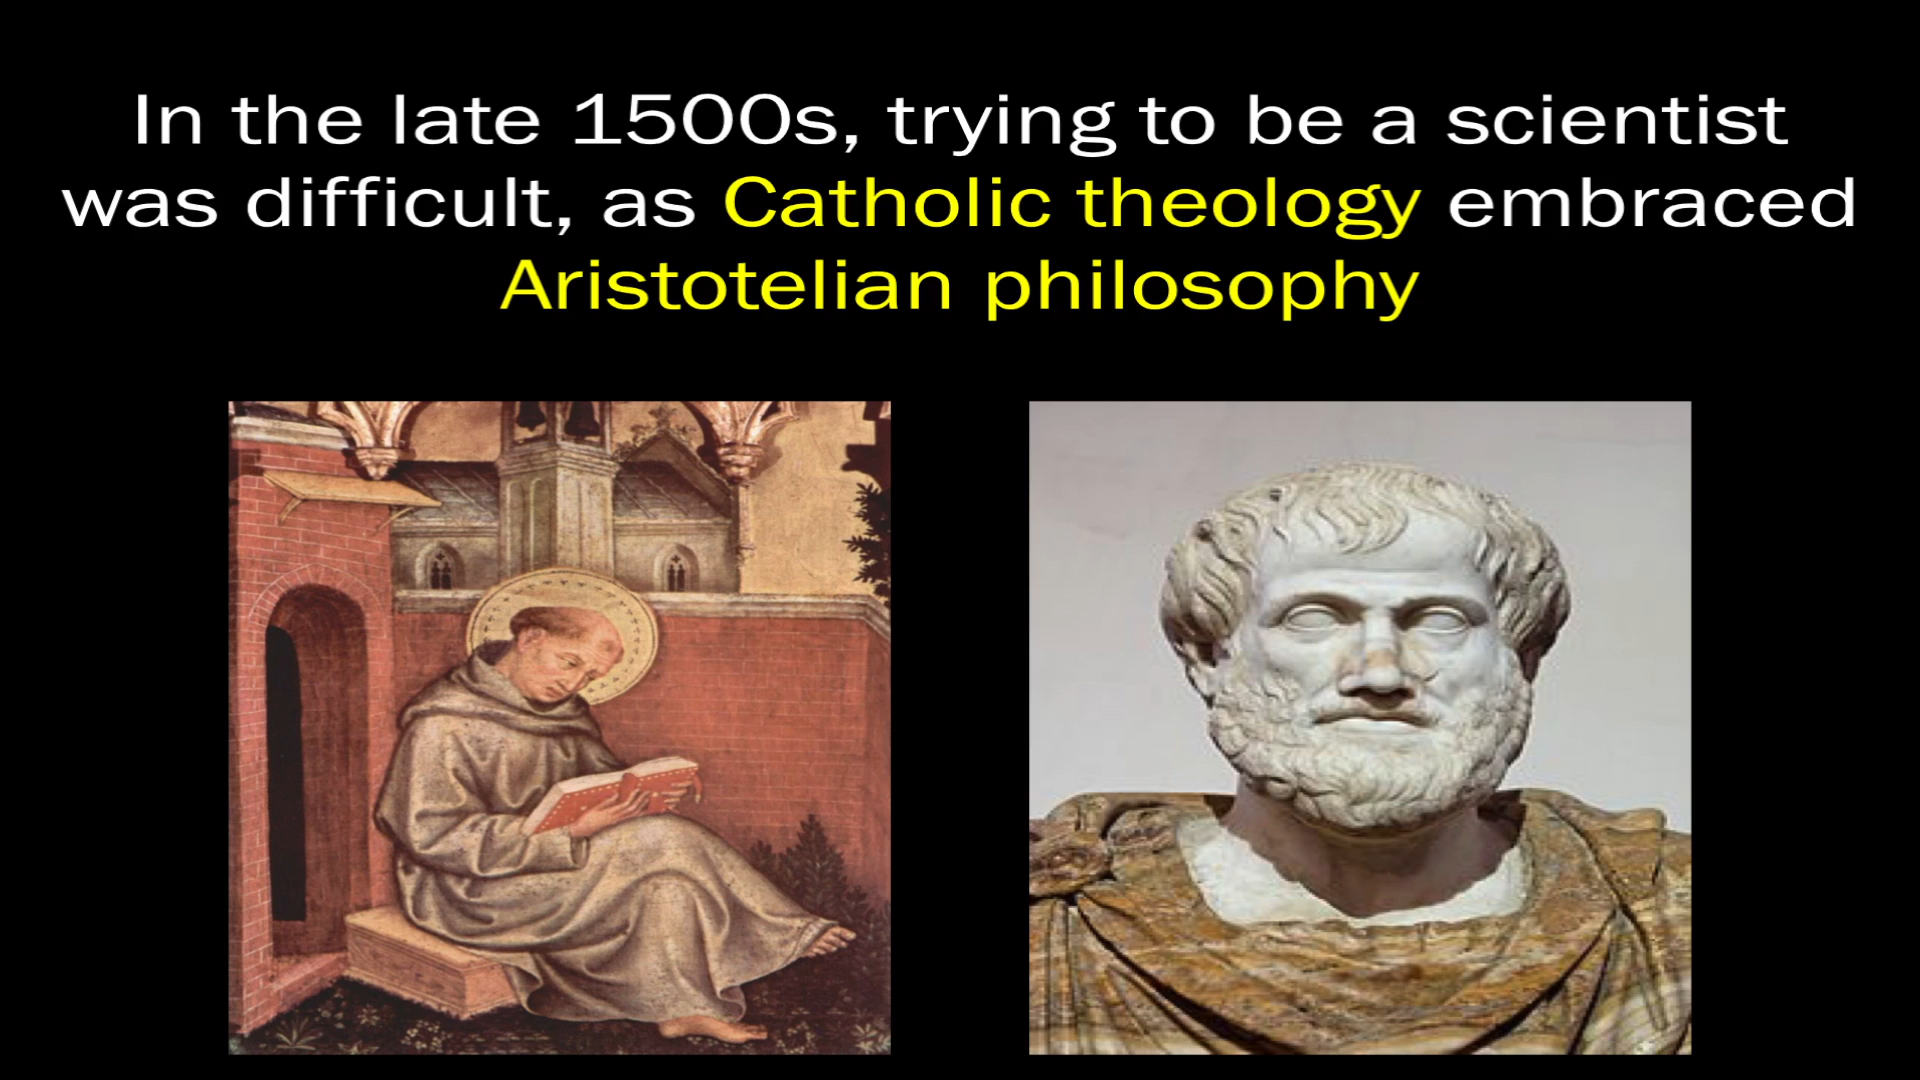 In the late 1500s, trying to be a scientist
was difficult, as Catholic theology embraced
Aristotelian philosophy